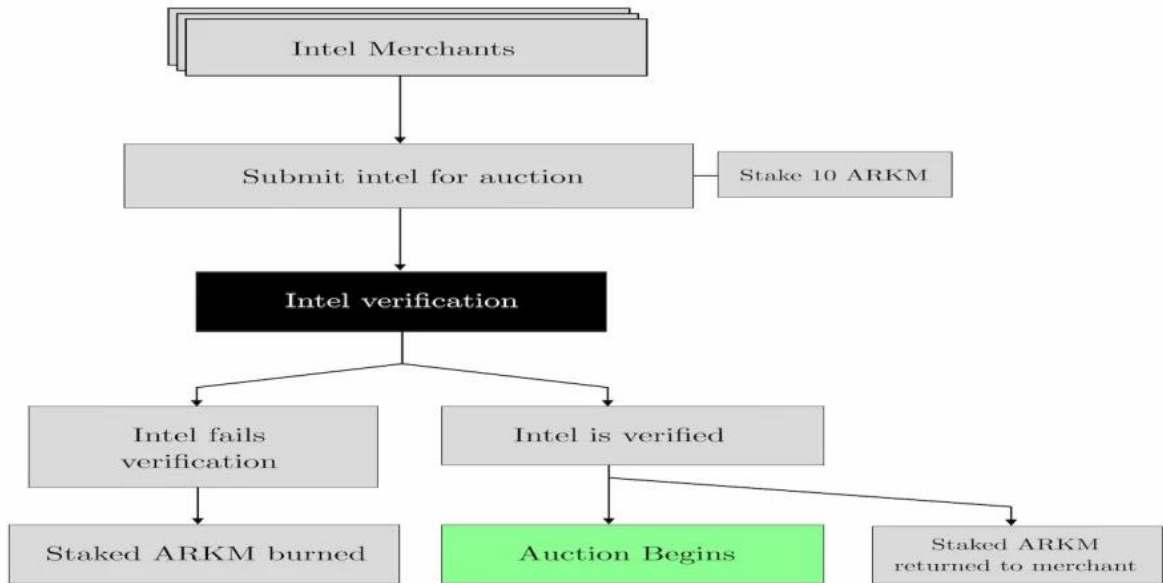 Intel Merchants
Submit intel for auction
Stake 10 ARKM
Intel verification
Intel fails
verification
Intel is verified
Staked ARKM burned
Auction Begins
Staked ARKM
returned to merchant